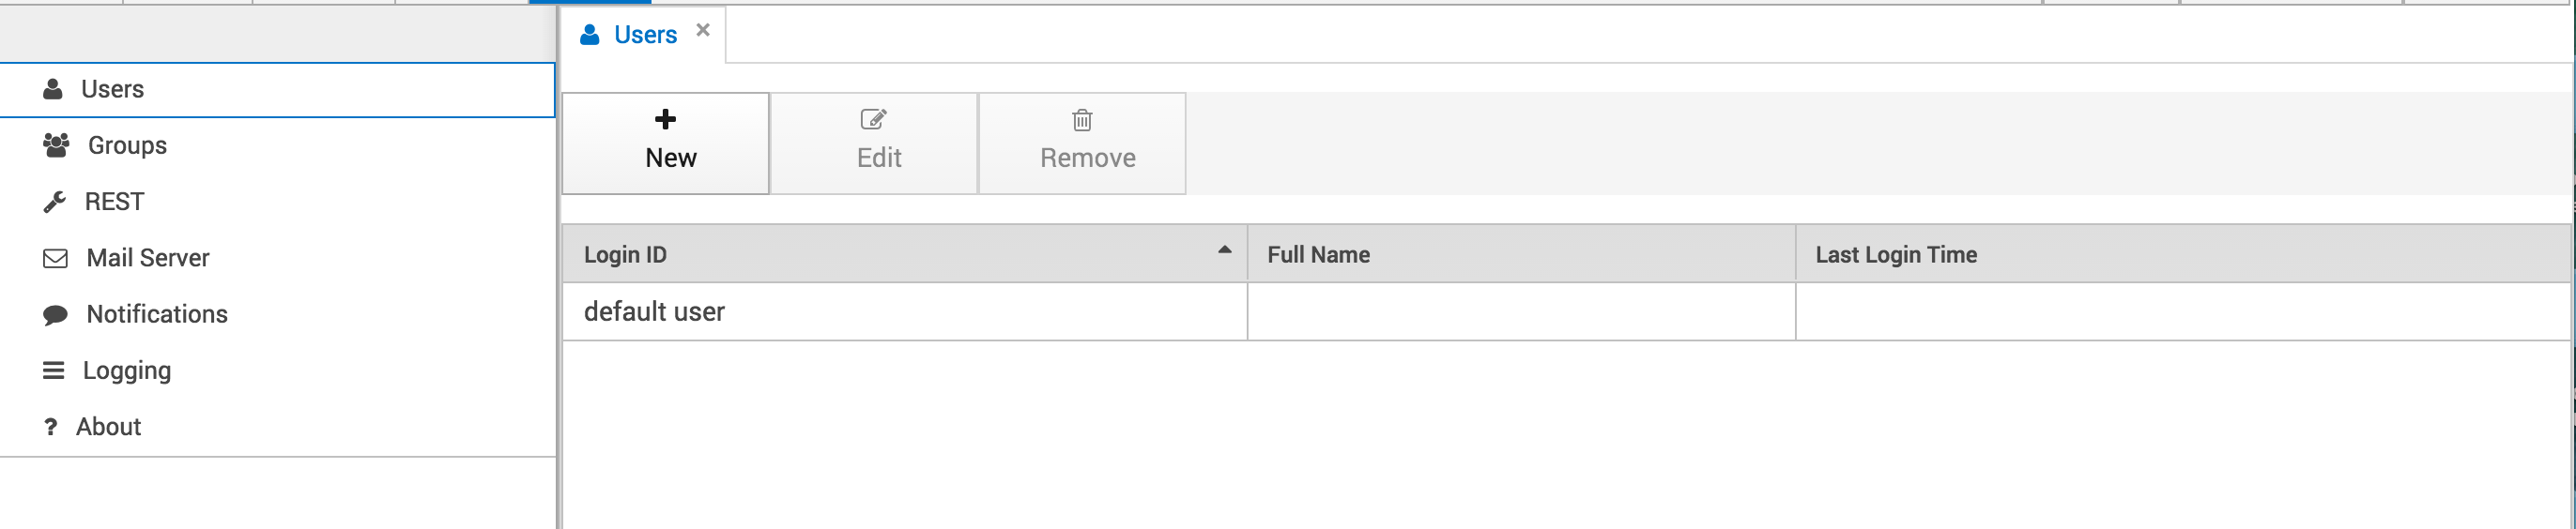 Users ×
Users
Groups
REST
Mail Server
Notifications
Logging
? About
New Edit Remove
Login ID Full Name Last Login Time
default user